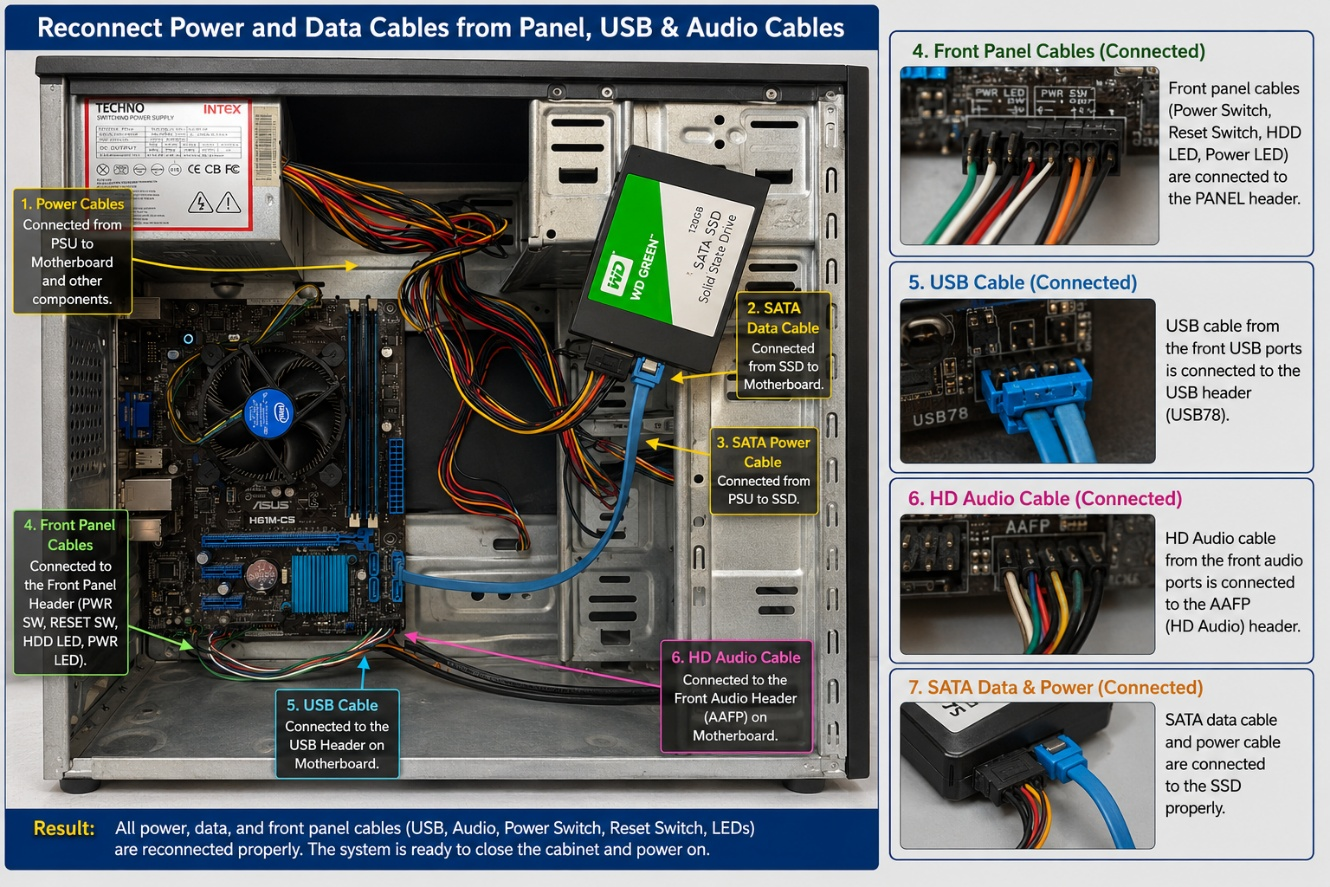 Reconnect Power and Data Cables from Panel, USB & Audio Cables
TECHNO
INTEX
SWITCHING POWER SUPPLY
DC OUTPUT
CE CB FC
1. Power Cables
Connected from
PSU to
Motherboard
and other
components.
WD
WD GREEN™
120GB
SATA SSD
Solid State Drive
2. SATA
Data Cable
Connected
from SSD to
Motherboard.
3. SATA Power
Cable
Connected from
PSU to SSD.
intel
ASUS
H61M-CS
4. Front Panel
Cables
Connected to
the Front Panel
Header (PWR
SW, RESET SW,
HDD LED, PWR
LED).
5. USB Cable
Connected to the
USB Header on
Motherboard.
6. HD Audio Cable
Connected to the
Front Audio Header
(AAFP) on
Motherboard.
Result: All power, data, and front panel cables (USB, Audio, Power Switch, Reset Switch, LEDs)
are reconnected properly. The system is ready to close the cabinet and power on.
4. Front Panel Cables (Connected)
PWR LED PWR SW
Front panel cables
(Power Switch,
Reset Switch, HDD
LED, Power LED)
are connected to
the PANEL header.
5. USB Cable (Connected)
USB78
USB cable from
the front USB ports
is connected to the
USB header
(USB78).
6. HD Audio Cable (Connected)
AAFP
HD Audio cable
from the front audio
ports is connected
to the AAFP
(HD Audio) header.
7. SATA Data & Power (Connected)
SATA data cable
and power cable
are connected
to the SSD
properly.